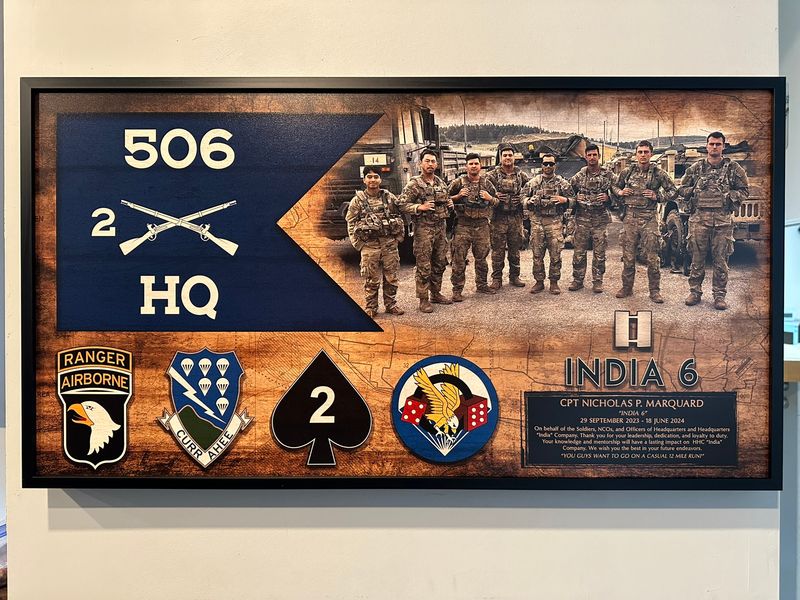 506
2
HQ
14
RANGER
AIRBORNE
CURRAHEE
2
INDIA 6
CPT NICHOLAS P. MARQUARD
"INDIA 6"
29 SEPTEMBER 2023 - 18 JUNE 2024
On behalf of the Soldiers, NCOs, and Officers of Headquarters and Headquarters
"India" Company, Thank you for your leadership, dedication, and loyalty to duty.
Your knowledge and mentorship will have a lasting impact on HHC "India"
Company. We wish you the best in your future endeavors.
"YOU GUYS WANT TO GO ON A CASUAL 12 MILE RUN?"